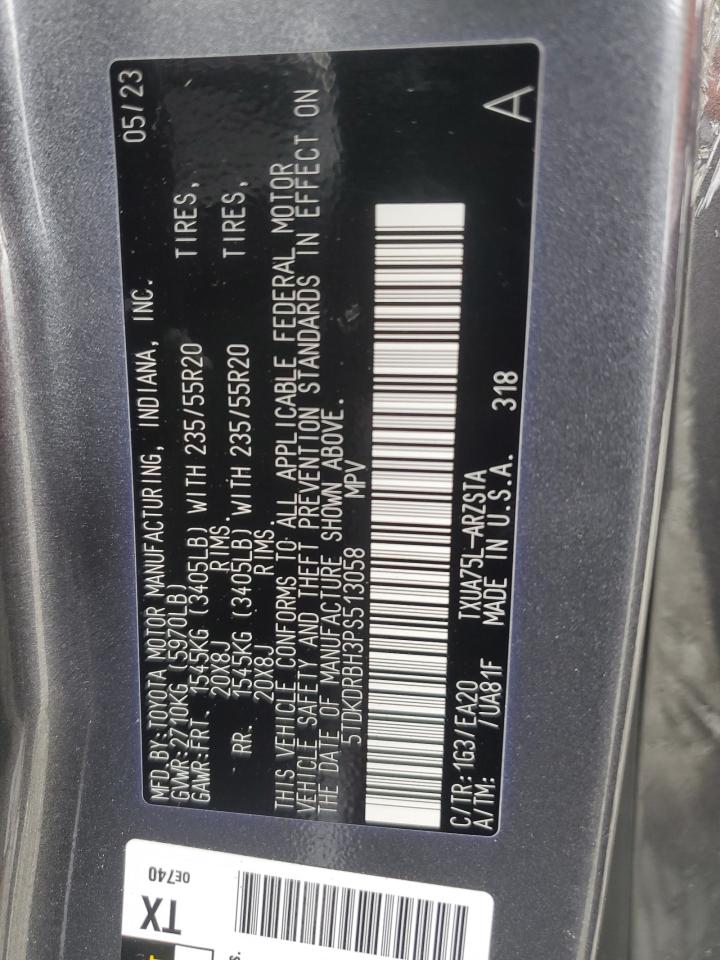 MFD BY:TOYOTA MOTOR MANUFACTURING, INDIANA, INC. 05/23
GVWR:2710KG (5970LB)
GAWR:FRT. 1545KG (3405LB) WITH 235/55R20 TIRES,
20X8J RIMS.
RR. 1545KG (3405LB) WITH 235/55R20 TIRES,
20X8J RIMS.
THIS VEHICLE CONFORMS TO ALL APPLICABLE FEDERAL MOTOR
VEHICLE SAFETY AND THEFT PREVENTION STANDARDS IN EFFECT ON
THE DATE OF MANUFACTURE SHOWN ABOVE.
5TDKDRBH3PS513058 MPV
C/TR:1G3/EA20 TXUA75L-ARZSTA
A/TM: /UA81F MADE IN U.S.A. 318 A
0E740
TX